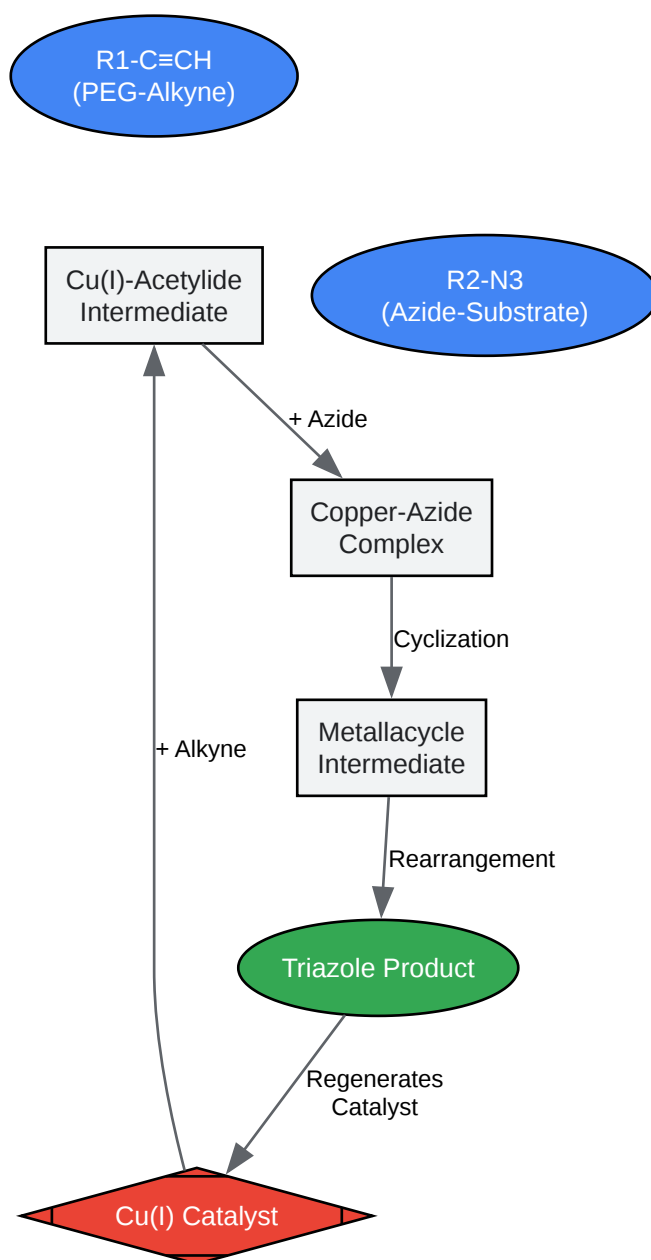 R1-C≡CH
(PEG-Alkyne)
Cu(I)-Acetylide
Intermediate
R2-N3
(Azide-Substrate)
+ Azide
Copper-Azide
Complex
Cyclization
Metallacycle
Intermediate
+ Alkyne
Rearrangement
Triazole Product
Regenerates
Catalyst
Cu(I) Catalyst